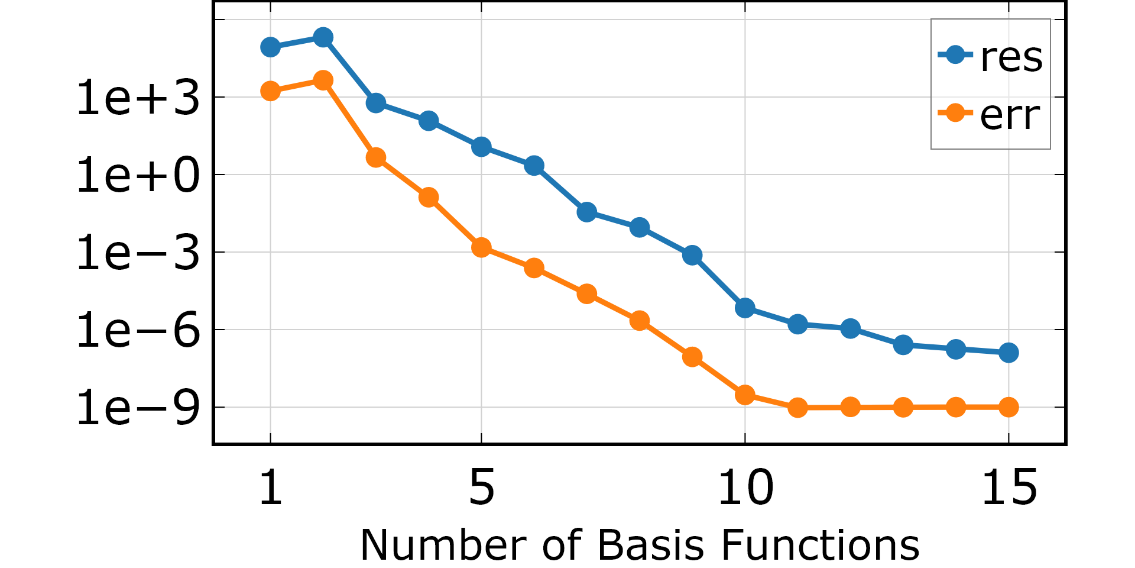 res
err
1e+3
1e+0
1e−3
1e−6
1e−9
1 5 10 15
Number of Basis Functions